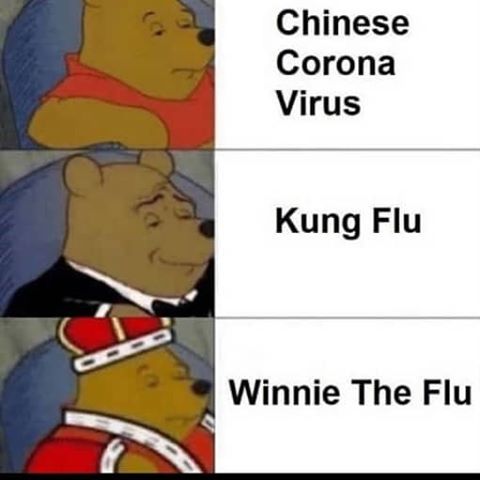 Chinese
Corona
Virus
Kung Flu
Winnie The Flu